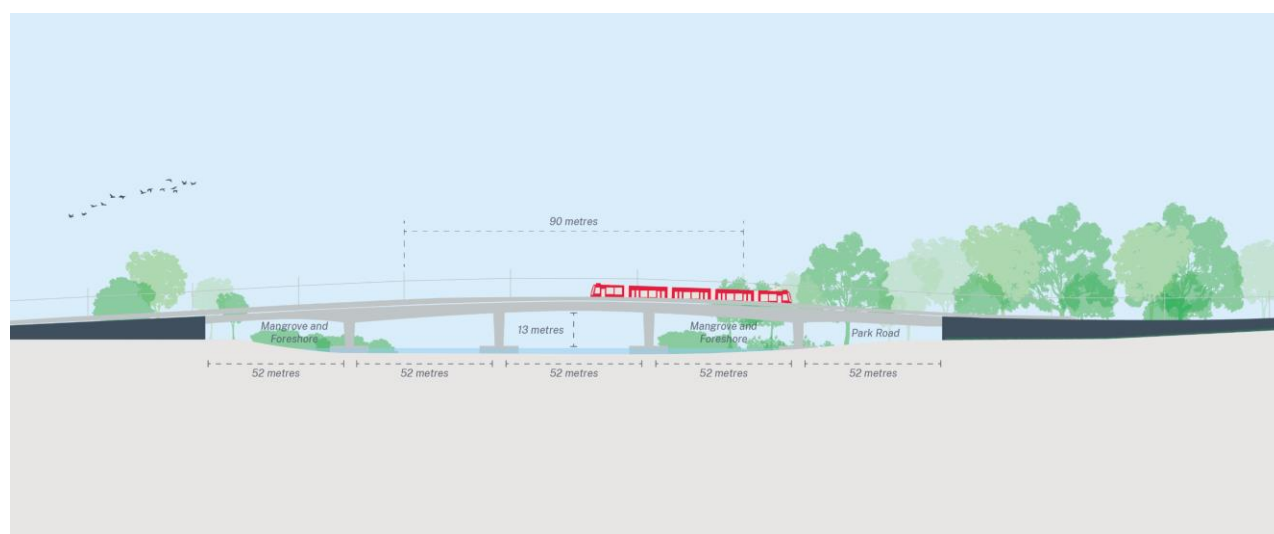 90 metres
13 metres
Mangrove and
Foreshore
Mangrove and
Foreshore
Park Road
52 metres
52 metres
52 metres
52 metres
52 metres